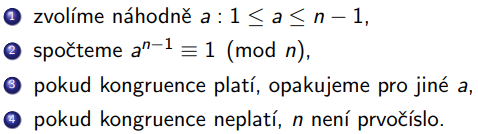 1 zvolíme náhodně a : 1 ≤ a ≤ n − 1,
2 spočteme aⁿ⁻¹ ≡ 1 (mod n),
3 pokud kongruence platí, opakujeme pro jiné a,
4 pokud kongruence neplatí, n není prvočíslo.